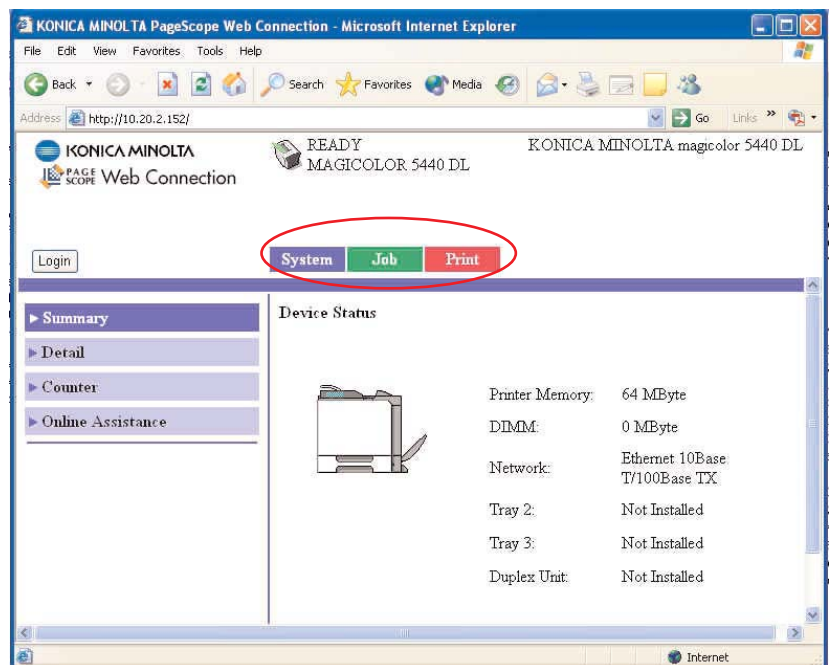 KONICA MINOLTA PageScope Web Connection - Microsoft Internet Explorer
File Edit View Favorites Tools Help
Back Search Favorites Media
Address http://10.20.2.152/ Go Links »
KONICA MINOLTA
PAGE SCOPE Web Connection
READY
MAGICOLOR 5440 DL
KONICA MINOLTA magicolor 5440 DL
Login
System Job Print
Summary
Detail
Counter
Online Assistance
Device Status
Printer Memory: 64 MByte
DIMM: 0 MByte
Network: Ethernet 10Base
T/100Base TX
Tray 2: Not Installed
Tray 3: Not Installed
Duplex Unit: Not Installed
Internet